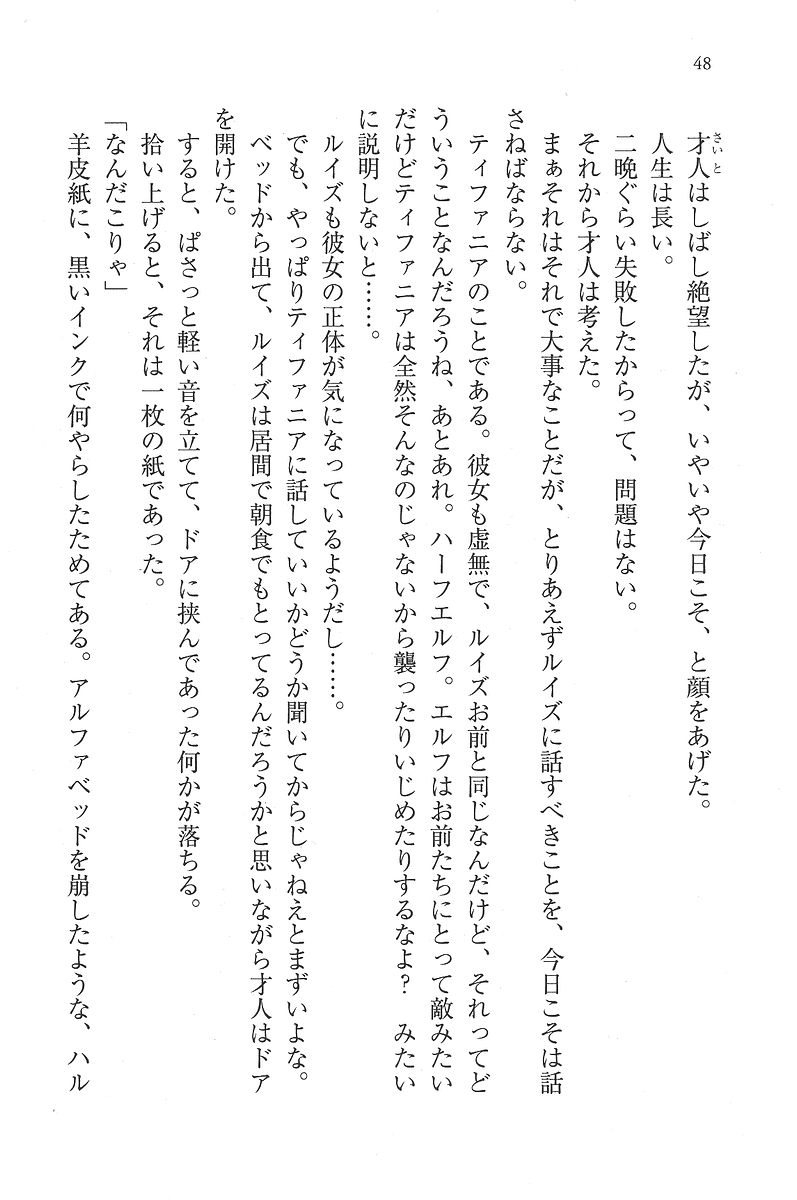 48
才人はしばし絶望したが、いやいや今日こそ、と顔をあげた。
さいと
人生は長い。
二晩ぐらい失敗したからって、問題はない。
それから才人は考えた。
まぁそれはそれで大事なことだが、とりあえずルイズに話すべきことを、今日こそは話
さねばならない。
ティファニアのことである。彼女も虚無で、ルイズお前と同じなんだけど、それってど
ういうことなんだろうね、あとあれ。ハーフエルフ。エルフはお前たちにとって敵みたい
だけどティファニアは全然そんなのじゃないから襲ったりいじめたりするなよ？　みたい
に説明しないと……。
ルイズも彼女の正体が気になっているようだし……。
でも、やっぱりティファニアに話していいかどうか聞いてからじゃねえとまずいよな。
ベッドから出て、ルイズは居間で朝食でもとってるんだろうかと思いながら才人はドア
を開けた。
すると、ぱさっと軽い音を立てて、ドアに挟んであった何かが落ちる。
拾い上げると、それは一枚の紙であった。
「なんだこりゃ」
羊皮紙に、黒いインクで何やらしたためてある。アルファベッドを崩したような、ハル